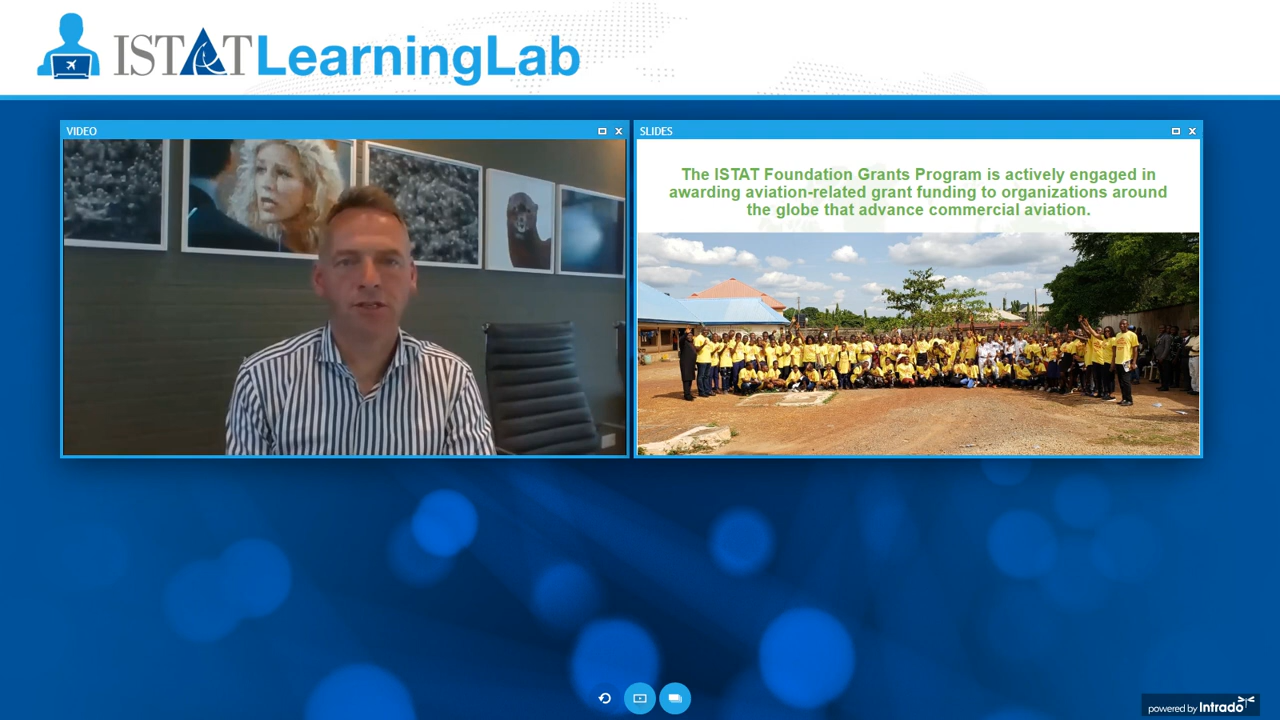 ISTAT LearningLab
VIDEO
SLIDES
The ISTAT Foundation Grants Program is actively engaged in
awarding aviation-related grant funding to organizations around
the globe that advance commercial aviation.
powered by Intrado